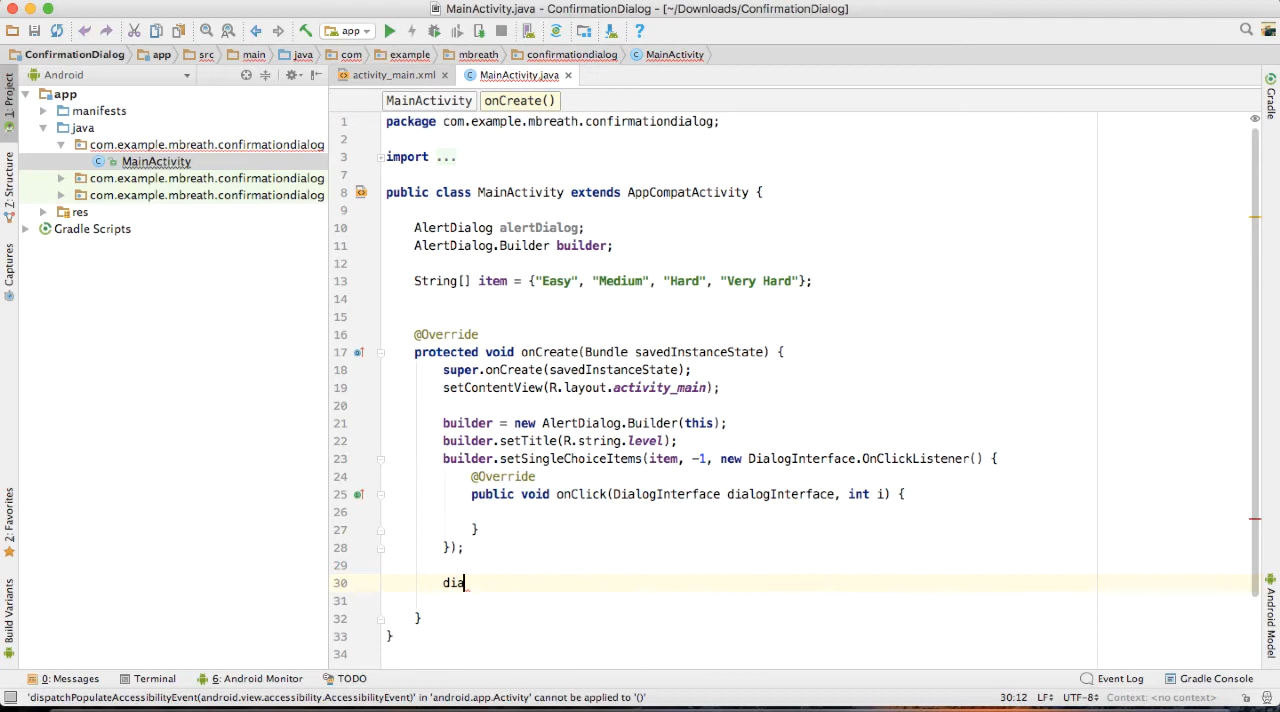 MainActivity.java - ConfirmationDialog - [~/Downloads/ConfirmationDialog]
app
ConfirmationDialog app src main java com example mbreath confirmationdialog MainActivity
Android
activity_main.xml
MainActivity.java
MainActivity onCreate()
1: Project
Z: Structure
Captures
2: Favorites
Build Variants
app
manifests
java
com.example.mbreath.confirmationdialog
MainActivity
com.example.mbreath.confirmationdialog
com.example.mbreath.confirmationdialog
res
Gradle Scripts
1 package com.example.mbreath.confirmationdialog;
2
3 import ...
7
8 public class MainActivity extends AppCompatActivity {
9
10 AlertDialog alertDialog;
11 AlertDialog.Builder builder;
12
13 String[] item = {"Easy", "Medium", "Hard", "Very Hard"};
14
15
16 @Override
17 protected void onCreate(Bundle savedInstanceState) {
18 super.onCreate(savedInstanceState);
19 setContentView(R.layout.activity_main);
20
21 builder = new AlertDialog.Builder(this);
22 builder.setTitle(R.string.level);
23 builder.setSingleChoiceItems(item, -1, new DialogInterface.OnClickListener() {
24 @Override
25 public void onClick(DialogInterface dialogInterface, int i) {
26
27 }
28 });
29
30 dia
31
32 }
33 }
34
Gradle
Android Model
0: Messages Terminal 6: Android Monitor TODO Event Log Gradle Console
'dispatchPopulateAccessibilityEvent(android.view.accessibility.AccessibilityEvent)' in 'android.app.Activity' cannot be applied to '()' 30:12 LF UTF-8 Context: <no context>